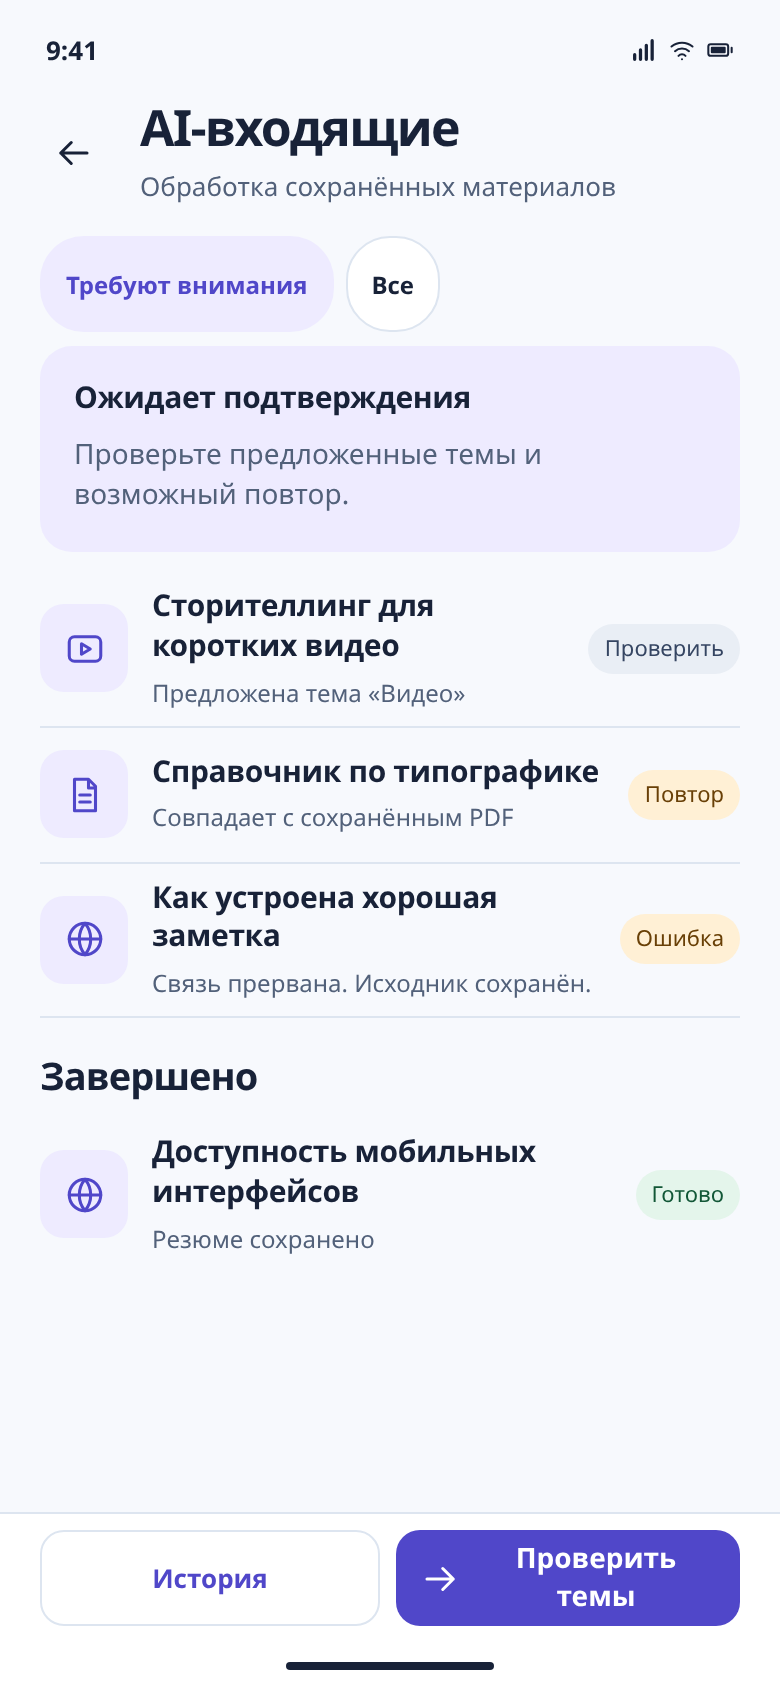 9:41
AI-входящие
Обработка сохранённых материалов
Требуют внимания
Все
Ожидает подтверждения
Проверьте предложенные темы и
возможный повтор.
Сторителлинг для
коротких видео
Предложена тема «Видео»
Проверить
Справочник по типографике
Совпадает с сохранённым PDF
Повтор
Как устроена хорошая
заметка
Связь прервана. Исходник сохранён.
Ошибка
Завершено
Доступность мобильных
интерфейсов
Резюме сохранено
Готово
История
Проверить
темы